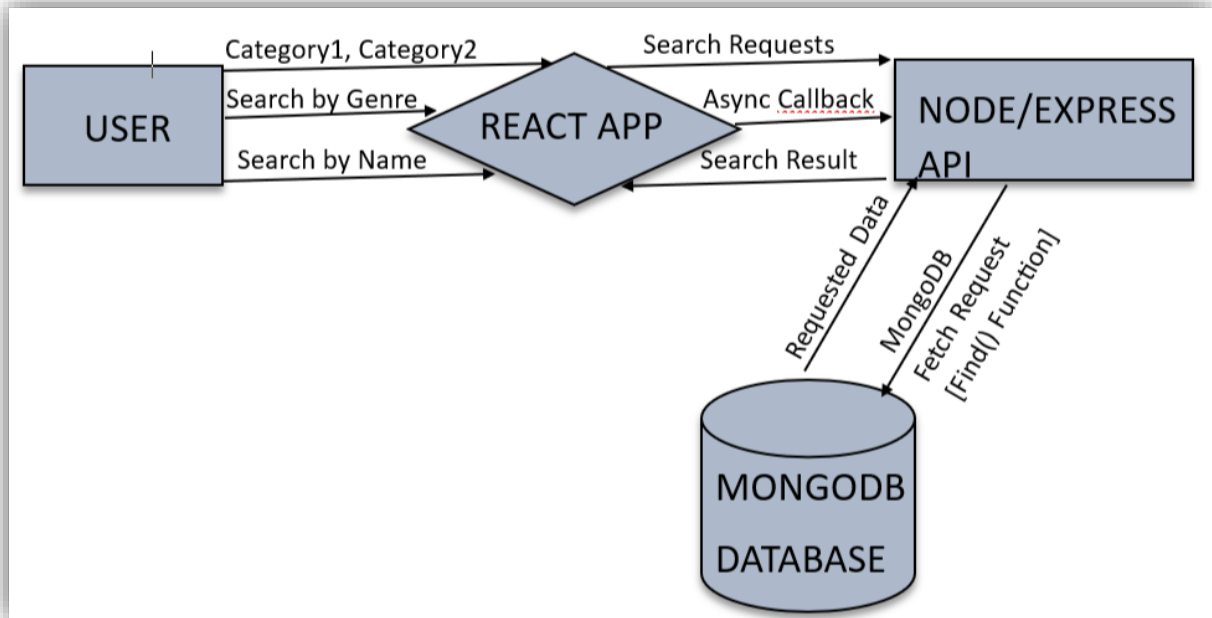 Category1, Category2
Search Requests
Search by Genre
Async Callback
USER
REACT APP
NODE/EXPRESS
API
Search by Name
Search Result
Requested Data
MongoDB
Fetch Request
[Find() Function]
MONGODB
DATABASE